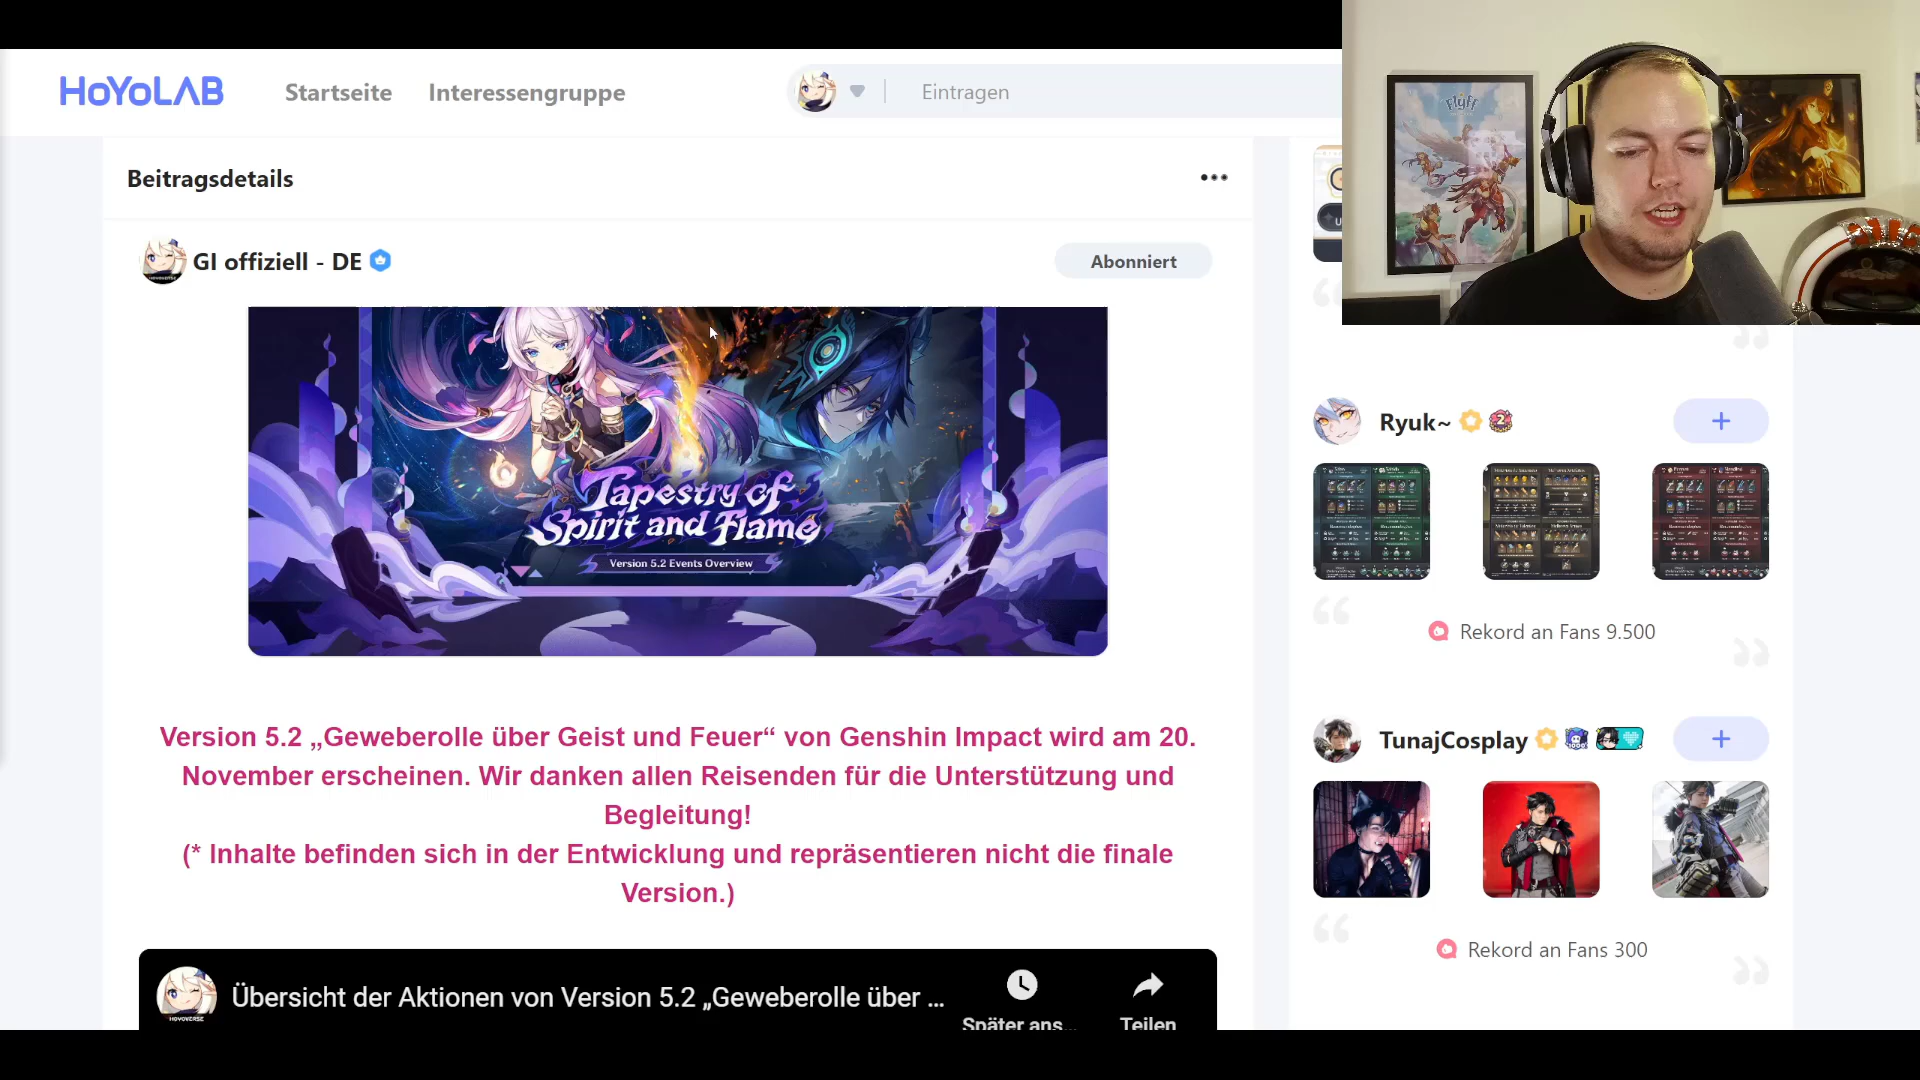 HoYoLAB
Startseite
Interessengruppe
Eintragen
Beitragsdetails
GI offiziell - DE
Abonniert
Tapestry of
Spirit and Flame
Version 5.2 Events Overview
Version 5.2 „Geweberolle über Geist und Feuer“ von Genshin Impact wird am 20.
November erscheinen. Wir danken allen Reisenden für die Unterstützung und
Begleitung!
(* Inhalte befinden sich in der Entwicklung und repräsentieren nicht die finale
Version.)
Übersicht der Aktionen von Version 5.2 „Geweberolle über ...
Später ans...
Teilen
HOYOVERSE
Flyff
Ryuk~
2
Rekord an Fans 9.500
TunajCosplay
Rekord an Fans 300